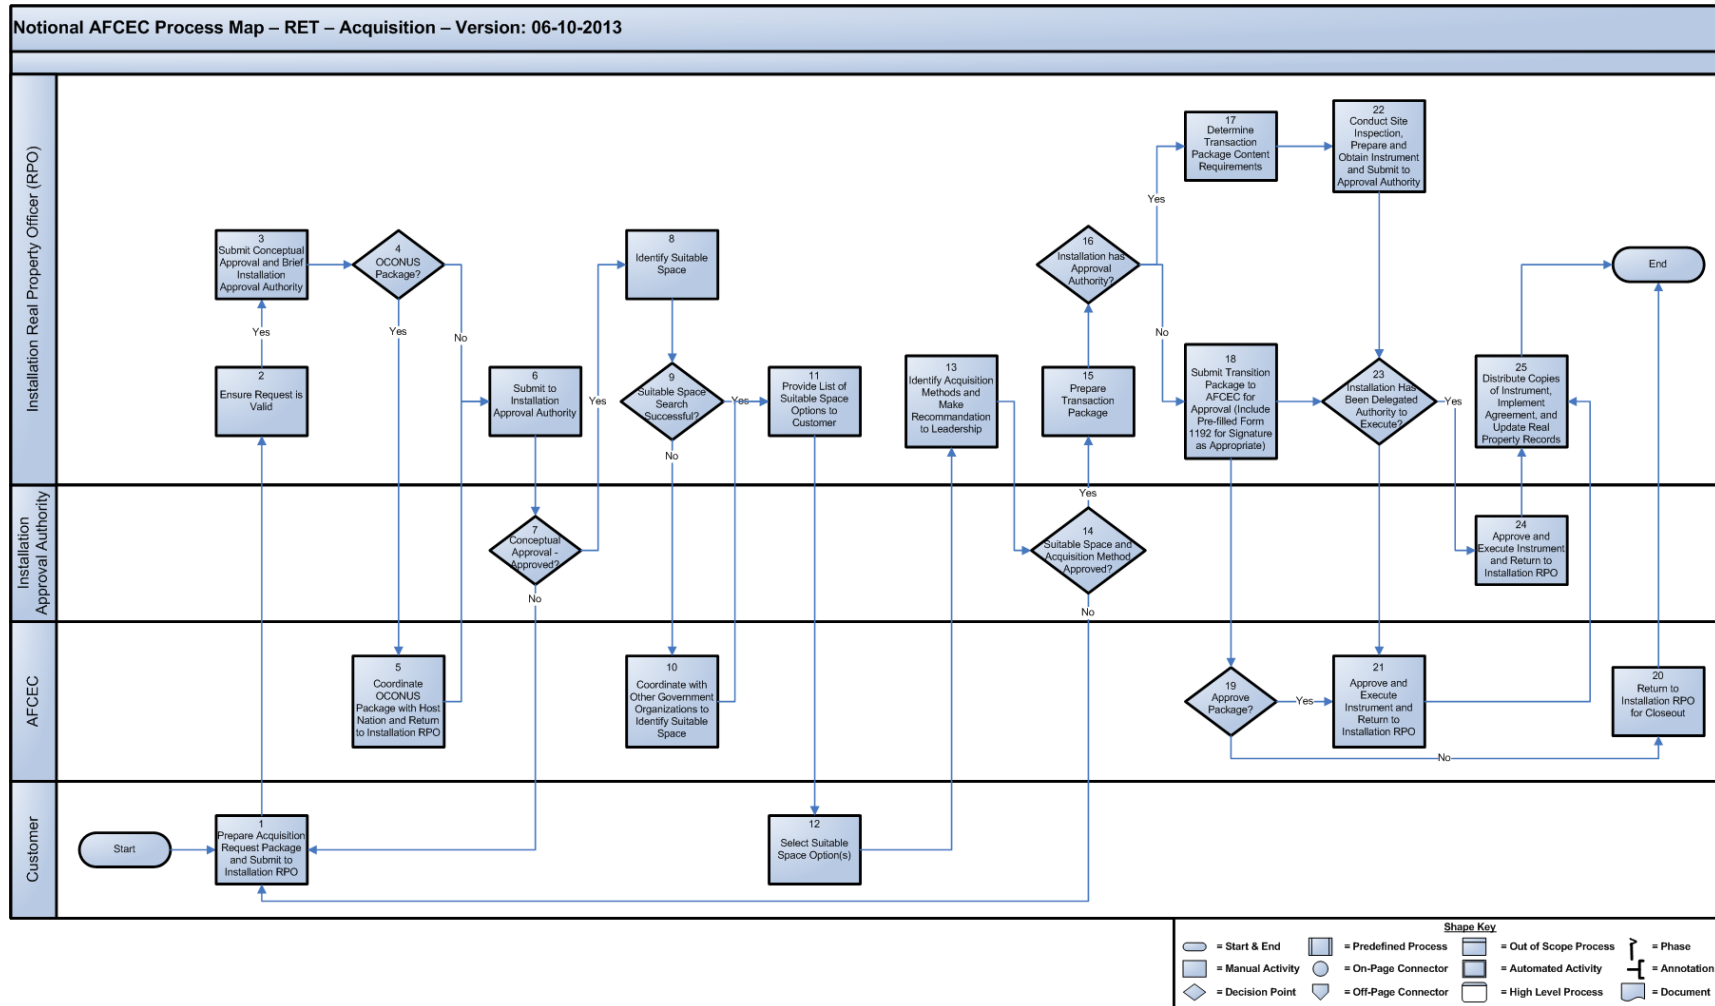 Notional AFCEC Process Map – RET – Acquisition – Version: 06-10-2013
Installation Real Property Officer (RPO)
Installation
Approval Authority
AFCEC
Customer
Start
1
Prepare Acquisition
Request Package
and Submit to
Installation RPO
2
Ensure Request is
Valid
Yes
3
Submit Conceptual
Approval and Brief
Installation
Approval Authority
4
OCONUS
Package?
Yes
No
5
Coordinate
OCONUS
Package with Host
Nation and Return
to Installation RPO
6
Submit to
Installation
Approval Authority
7
Conceptual
Approval -
Approved?
Yes
No
8
Identify Suitable
Space
9
Suitable Space
Search
Successful?
Yes
No
10
Coordinate with
Other Government
Organizations to
Identify Suitable
Space
11
Provide List of
Suitable Space
Options to
Customer
12
Select Suitable
Space Option(s)
13
Identify Acquisition
Methods and
Make
Recommandation
to Leadership
14
Suitable Space and
Acquisition Method
Approved?
Yes
No
15
Prepare
Transaction
Package
16
Installation has
Approval
Authority?
Yes
No
17
Determine
Transaction
Package Content
Requirements
18
Submit Transition
Package to
AFCEC for
Approval (Include
Pre-filled Form
1192 for Signature
as Appropriate)
19
Approve
Package?
Yes
No
20
Return to
Installation RPO
for Closeout
21
Approve and
Execute
Instrument and
Return to
Installation RPO
22
Conduct Site
Inspection,
Prepare and
Obtain Instrument
and Submit to
Approval Authority
23
Installation Has
Been Delegated
Authority to
Execute?
Yes
24
Approve and
Execute Instrument
and Return to
Installation RPO
25
Distribute Copies
of Instrument,
Implement
Agreement, and
Update Real
Property Records
End
Shape Key
= Start & End
= Predefined Process
= Out of Scope Process
= Phase
= Manual Activity
= On-Page Connector
= Automated Activity
= Annotation
= Decision Point
= Off-Page Connector
= High Level Process
= Document